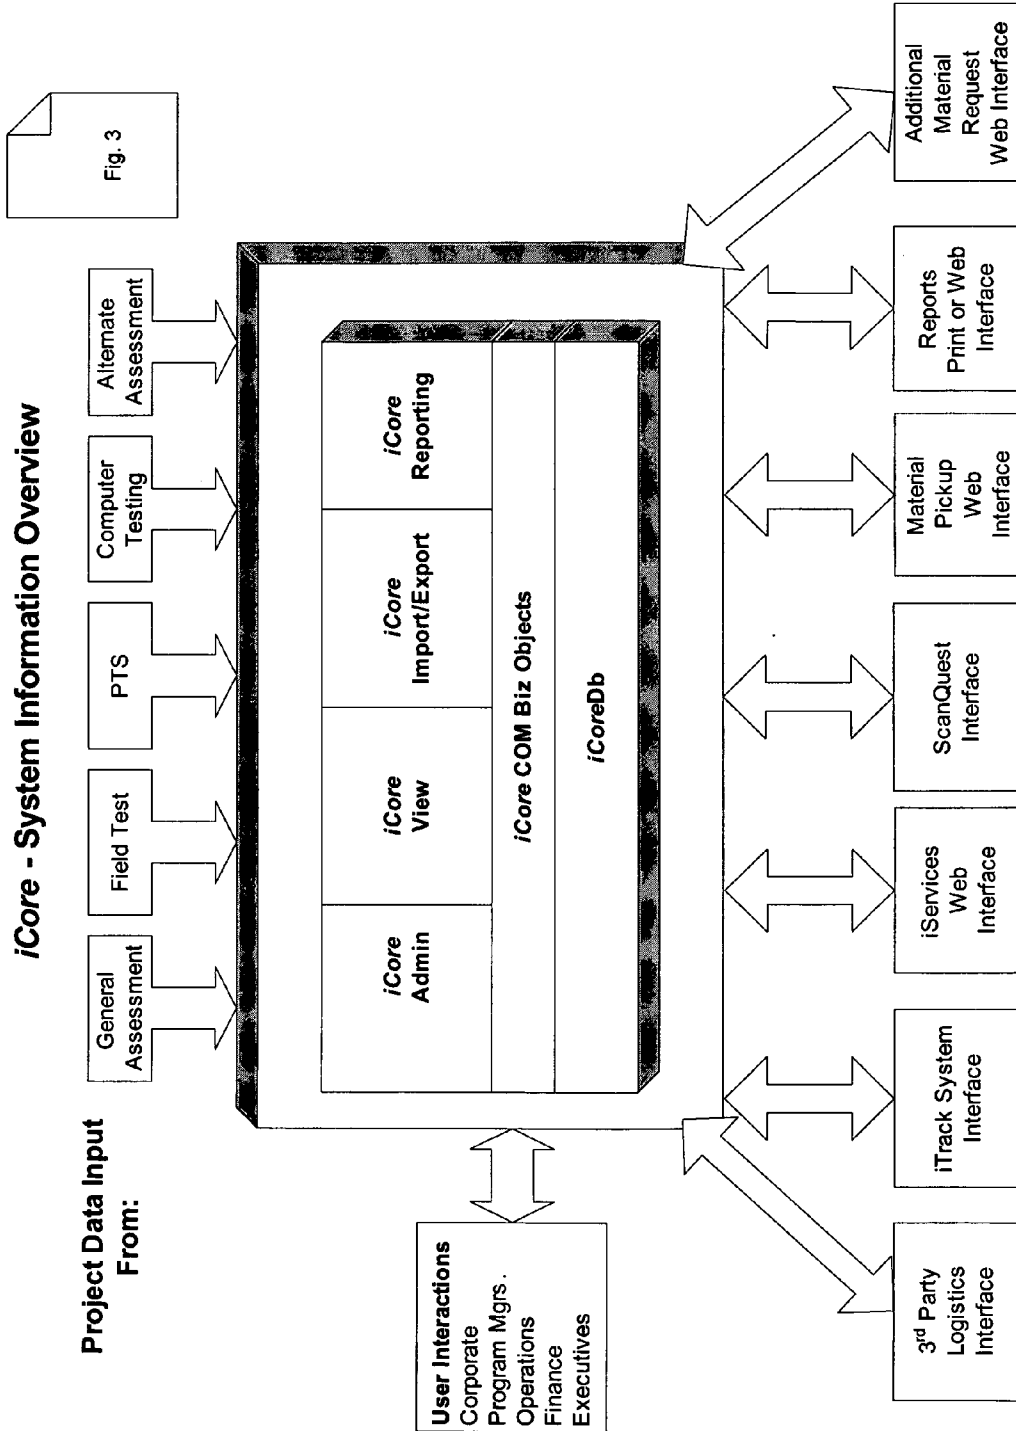 iCore - System Information Overview
Fig. 3
Project Data Input
From:
General
Assessment
Field Test
PTS
Computer
Testing
Alternate
Assessment
User Interactions
Corporate
Program Mgrs.
Operations
Finance
Executives
iCore
Admin
iCore
View
iCore
Import/Export
iCore
Reporting
iCore COM Biz Objects
iCoreDb
3rd Party
Logistics
Interface
iTrack System
Interface
iServices
Web
Interface
ScanQuest
Interface
Material
Pickup
Web
Interface
Reports
Print or Web
Interface
Additional
Material
Request
Web Interface